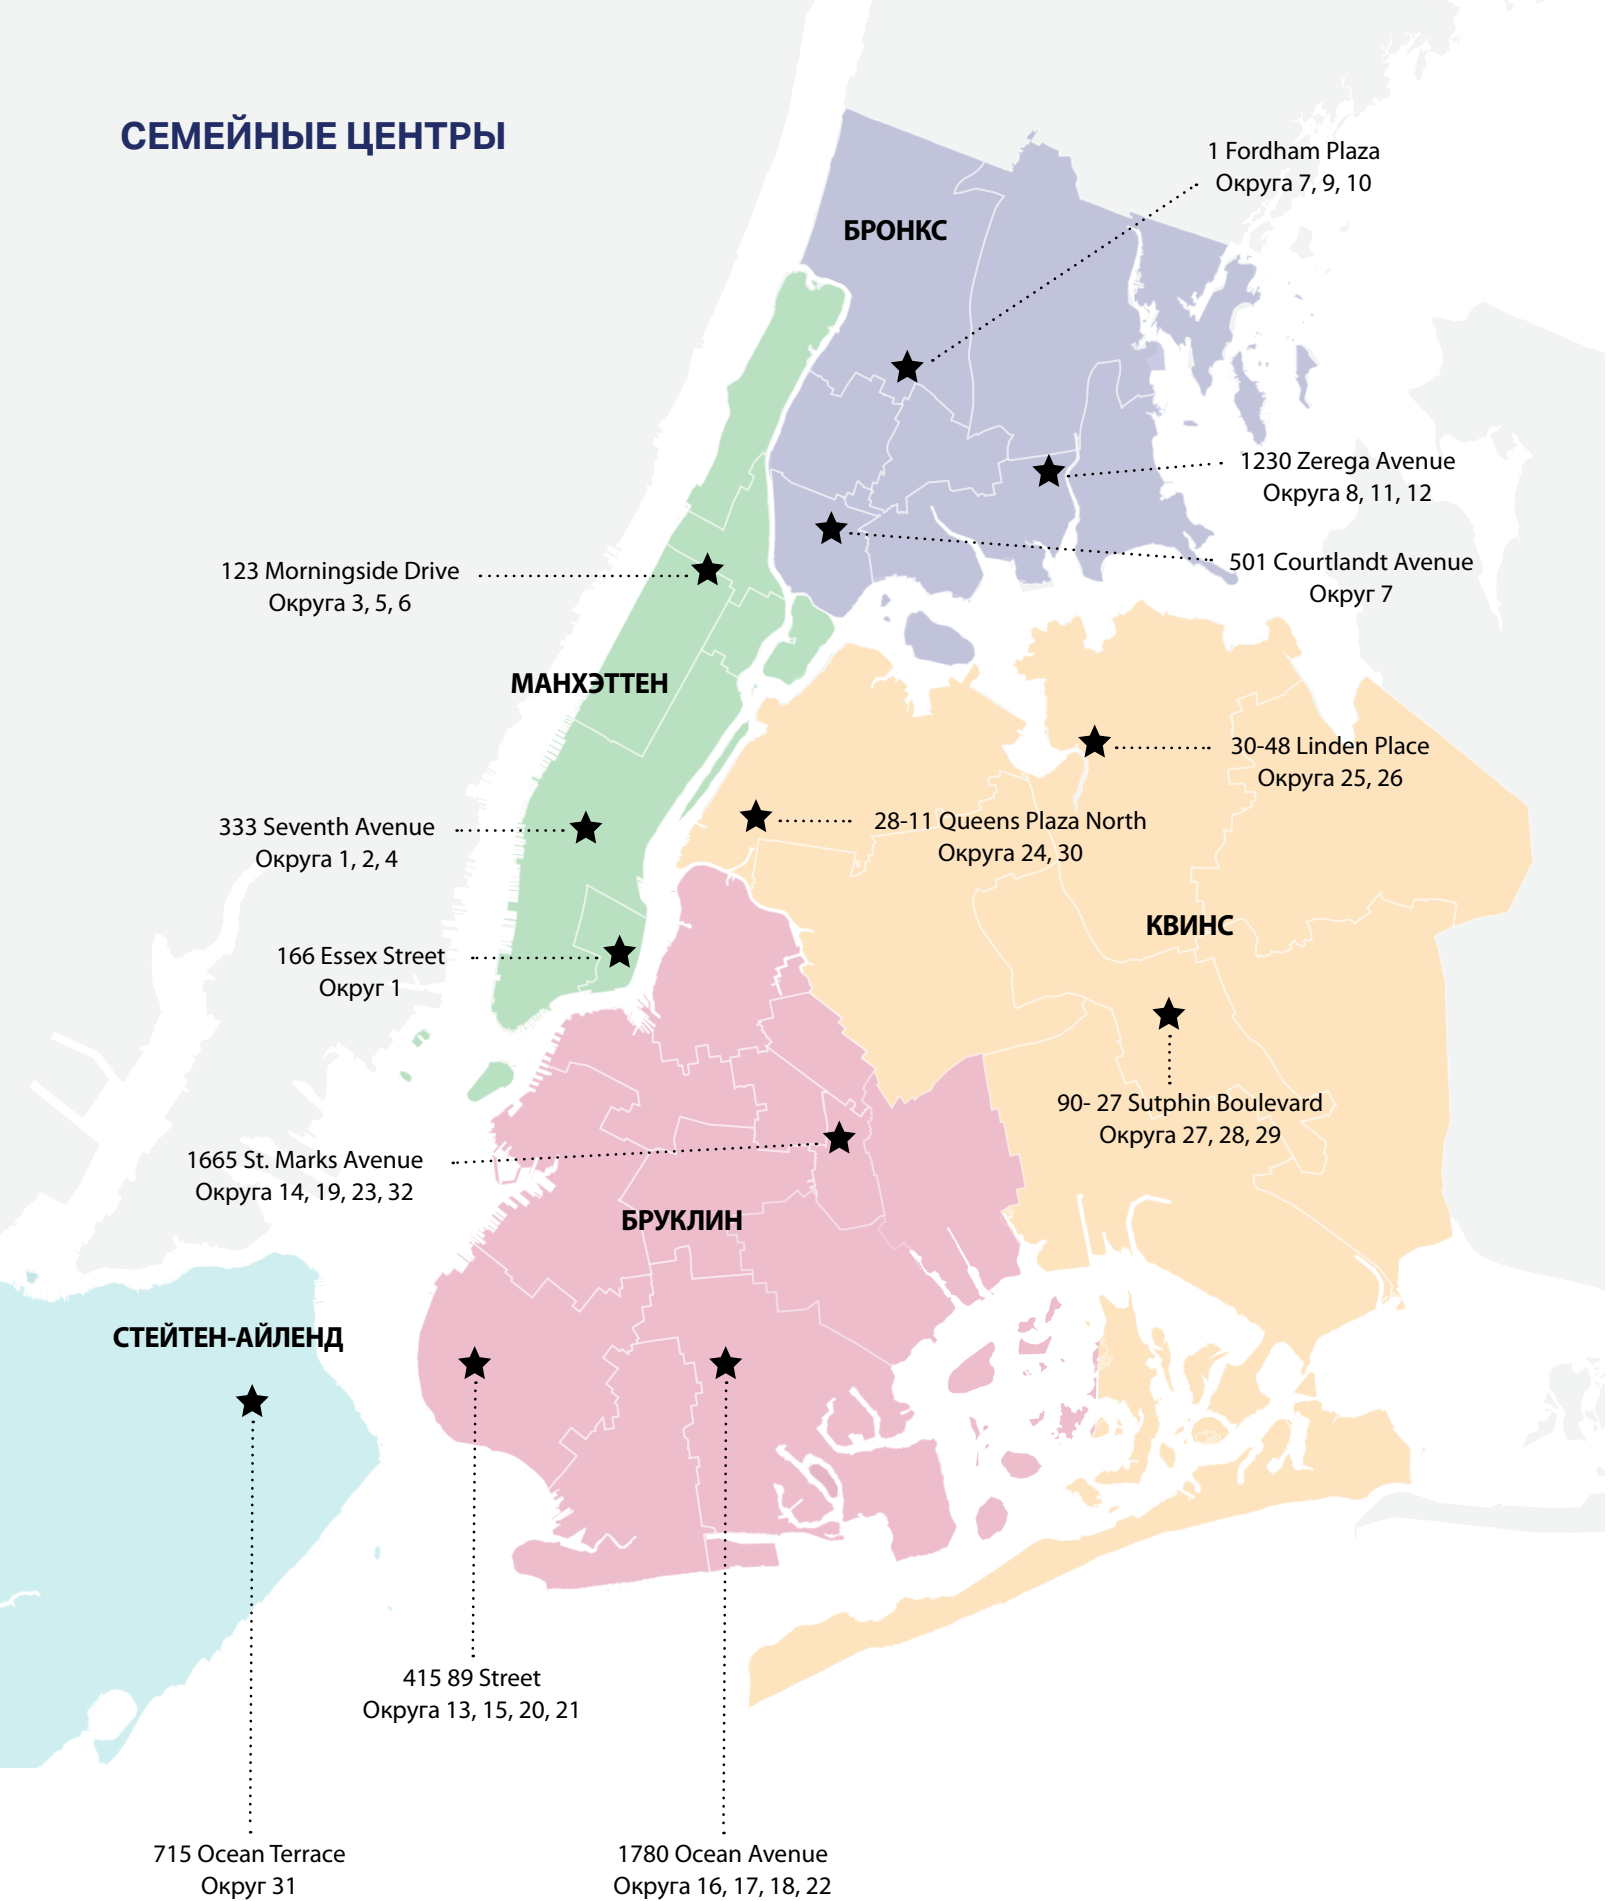 СЕМЕЙНЫЕ ЦЕНТРЫ
1 Fordham Plaza
Округа 7, 9, 10
БРОНКС
1230 Zerega Avenue
Округа 8, 11, 12
501 Courtlandt Avenue
Округ 7
123 Morningside Drive
Округа 3, 5, 6
МАНХЭТТЕН
30-48 Linden Place
Округа 25, 26
333 Seventh Avenue
Округа 1, 2, 4
28-11 Queens Plaza North
Округа 24, 30
КВИНС
166 Essex Street
Округ 1
90- 27 Sutphin Boulevard
Округа 27, 28, 29
1665 St. Marks Avenue
Округа 14, 19, 23, 32
БРУКЛИН
СТЕЙТЕН-АЙЛЕНД
415 89 Street
Округа 13, 15, 20, 21
715 Ocean Terrace
Округ 31
1780 Ocean Avenue
Округа 16, 17, 18, 22